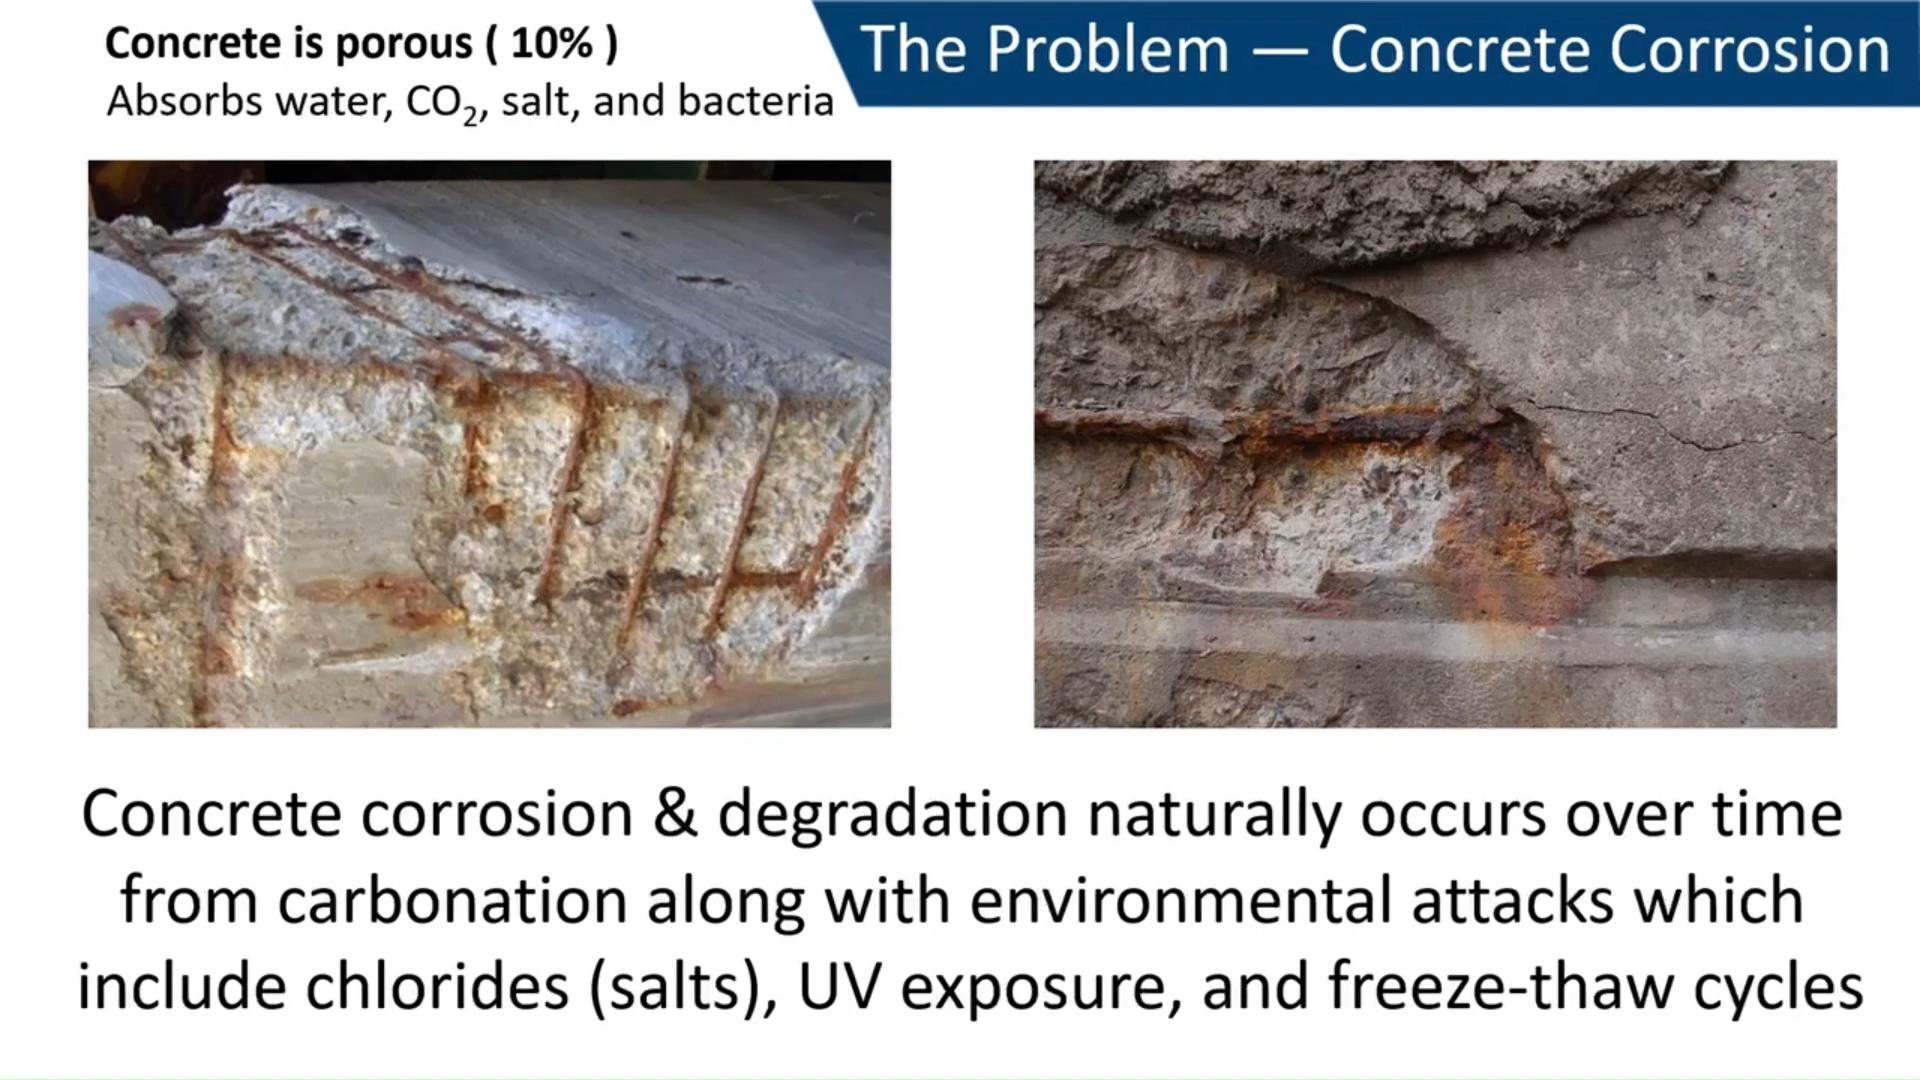 Concrete is porous ( 10% )
Absorbs water, CO₂, salt, and bacteria
The Problem — Concrete Corrosion
Concrete corrosion & degradation naturally occurs over time
from carbonation along with environmental attacks which
include chlorides (salts), UV exposure, and freeze-thaw cycles